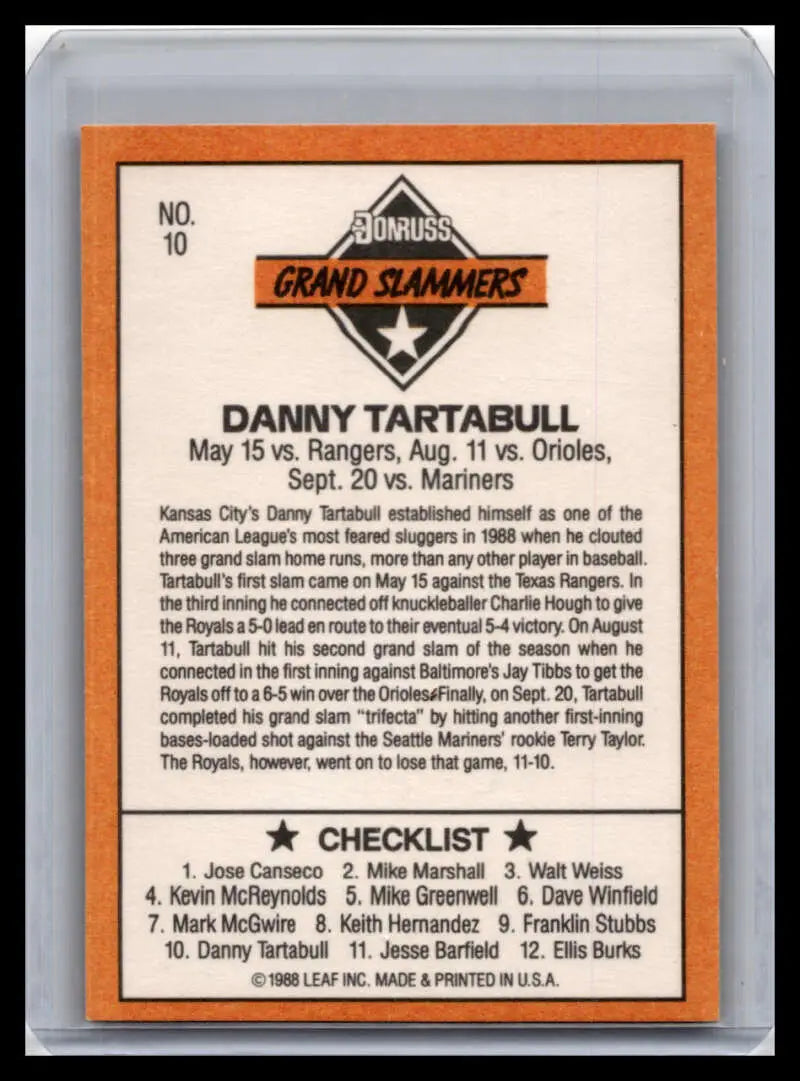 NO.
10
DONRUSS
GRAND SLAMMERS
DANNY TARTABULL
May 15 vs. Rangers, Aug. 11 vs. Orioles,
Sept. 20 vs. Mariners
Kansas City's Danny Tartabull established himself as one of the
American League's most feared sluggers in 1988 when he clouted
three grand slam home runs, more than any other player in baseball.
Tartabull's first slam came on May 15 against the Texas Rangers. In
the third inning he connected off knuckleballer Charlie Hough to give
the Royals a 5-0 lead en route to their eventual 5-4 victory. On August
11, Tartabull hit his second grand slam of the season when he
connected in the first inning against Baltimore's Jay Tibbs to get the
Royals off to a 6-5 win over the Orioles. Finally, on Sept. 20, Tartabull
completed his grand slam "trifecta" by hitting another first-inning
bases-loaded shot against the Seattle Mariners' rookie Terry Taylor.
The Royals, however, went on to lose that game, 11-10.
★ CHECKLIST ★
1. Jose Canseco 2. Mike Marshall 3. Walt Weiss
4. Kevin McReynolds 5. Mike Greenwell 6. Dave Winfield
7. Mark McGwire 8. Keith Hernandez 9. Franklin Stubbs
10. Danny Tartabull 11. Jesse Barfield 12. Ellis Burks
©1988 LEAF INC. MADE & PRINTED IN U.S.A.